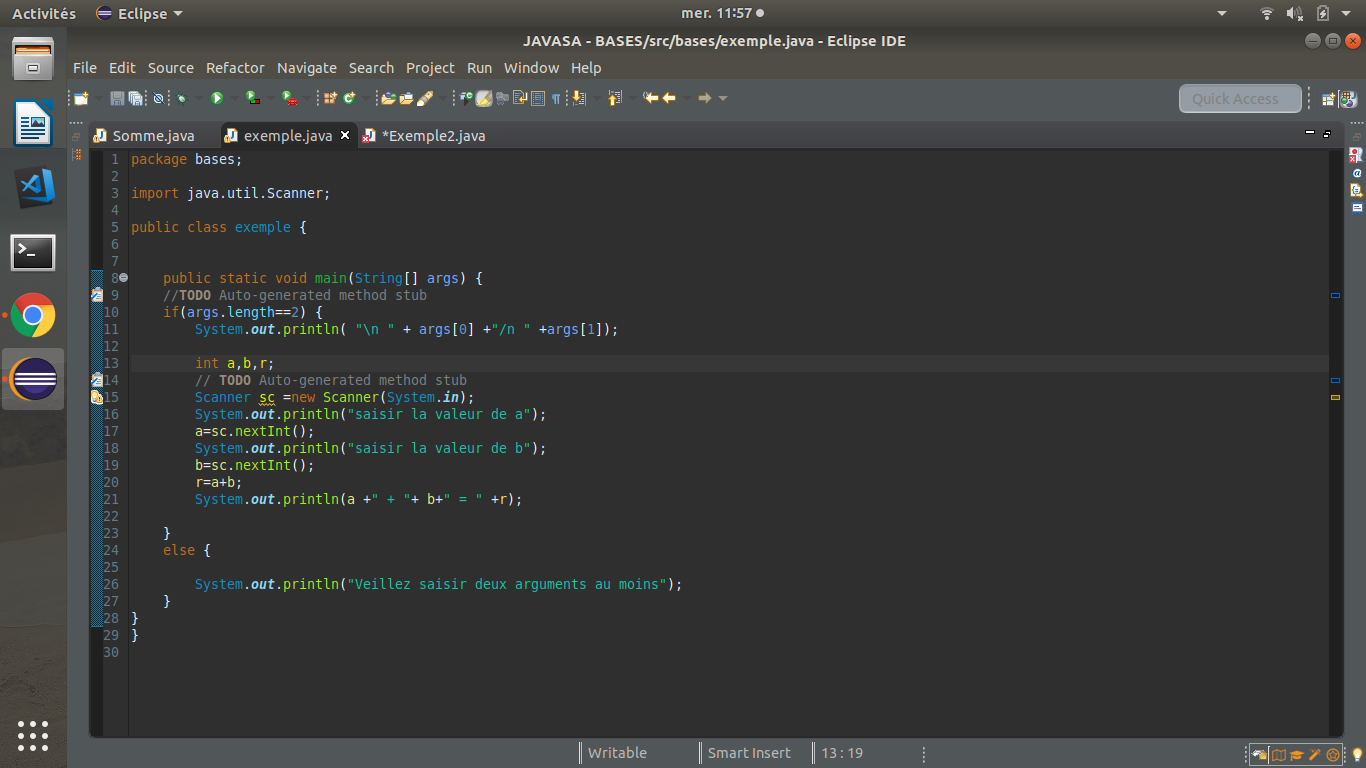 Activités Eclipse mer. 11:57
JAVASA - BASES/src/bases/exemple.java - Eclipse IDE
File Edit Source Refactor Navigate Search Project Run Window Help
Quick Access
Somme.java exemple.java *Exemple2.java
1 package bases;
2
3 import java.util.Scanner;
4
5 public class exemple {
6
7
8 public static void main(String[] args) {
9 //TODO Auto-generated method stub
10 if(args.length==2) {
11 System.out.println( "\n " + args[0] +"/n " +args[1]);
12
13 int a,b,r;
14 // TODO Auto-generated method stub
15 Scanner sc =new Scanner(System.in);
16 System.out.println("saisir la valeur de a");
17 a=sc.nextInt();
18 System.out.println("saisir la valeur de b");
19 b=sc.nextInt();
20 r=a+b;
21 System.out.println(a +" + "+ b+" = " +r);
22
23 }
24 else {
25
26 System.out.println("Veillez saisir deux arguments au moins");
27 }
28 }
29 }
30
Writable Smart Insert 13 : 19